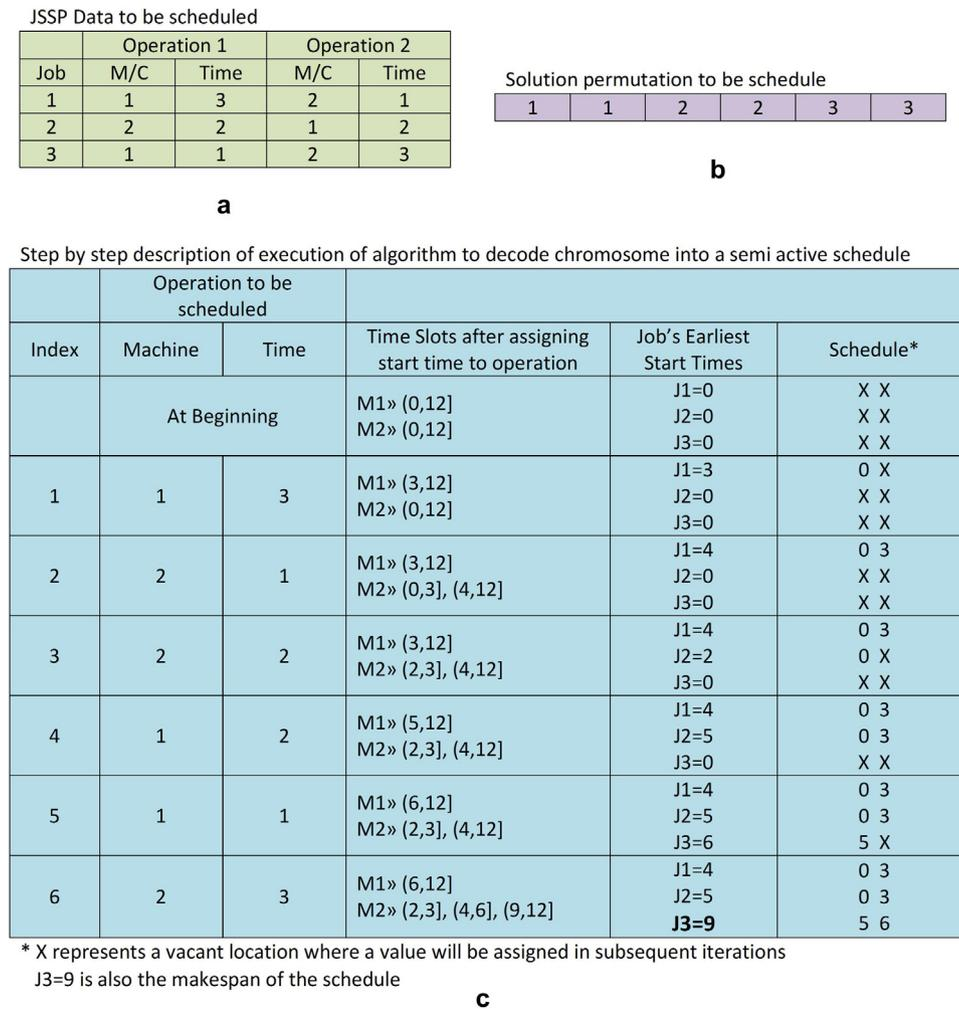 JSSP Data to be scheduled
Operation 1 Operation 2
Job M/C Time M/C Time
1 1 3 2 1
2 2 2 1 2
3 1 1 2 3
a
Solution permutation to be schedule
1 1 2 2 3 3
b
Step by step description of execution of algorithm to decode chromosome into a semi active schedule
Operation to be
scheduled
Index Machine Time
Time Slots after assigning
start time to operation
Job's Earliest
Start Times
Schedule*
At Beginning
M1» (0,12]
M2» (0,12]
J1=0
J2=0
J3=0
X X
X X
X X
1 1 3
M1» (3,12]
M2» (0,12]
J1=3
J2=0
J3=0
0 X
X X
X X
2 2 1
M1» (3,12]
M2» (0,3], (4,12]
J1=4
J2=0
J3=0
0 3
X X
X X
3 2 2
M1» (3,12]
M2» (2,3], (4,12]
J1=4
J2=2
J3=0
0 3
0 X
X X
4 1 2
M1» (5,12]
M2» (2,3], (4,12]
J1=4
J2=5
J3=0
0 3
0 3
X X
5 1 1
M1» (6,12]
M2» (2,3], (4,12]
J1=4
J2=5
J3=6
0 3
0 3
5 X
6 2 3
M1» (6,12]
M2» (2,3], (4,6], (9,12]
J1=4
J2=5
J3=9
0 3
0 3
5 6
* X represents a vacant location where a value will be assigned in subsequent iterations
J3=9 is also the makespan of the schedule
c